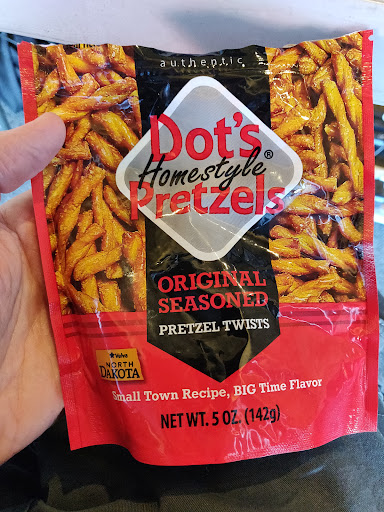 authentic
Dot's
Homestyle®
Pretzels
ORIGINAL
SEASONED
PRETZEL TWISTS
Velva
NORTH
DAKOTA
Small Town Recipe, BIG Time Flavor
NET WT. 5 OZ. (142g)